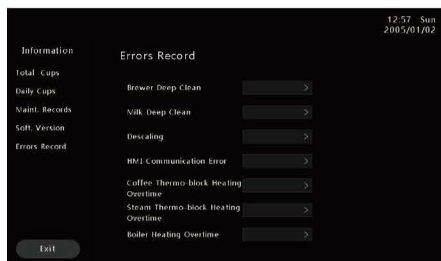 12:57 Sun
2005/01/02
Information
Errors Record
Total Cups
Daily Cups
Maint. Records
Soft. Version
Errors Record
Brewer Deep Clean >
Milk Deep Clean >
Descaling >
HMI Communication Error >
Coffee Thermo-block Heating >
Overtime
Steam Thermo-block Heating >
Overtime
Boiler Heating Overtime >
Exit